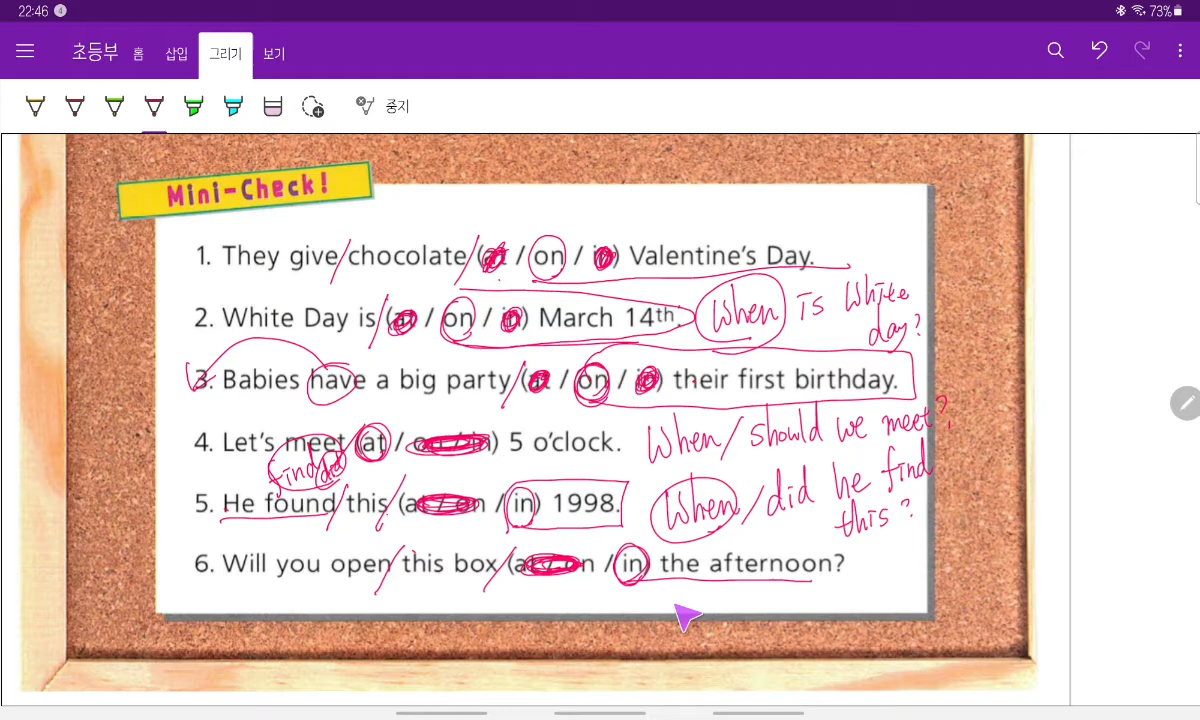 22:46 4 73%
초등부 홈 삽입 그리기 보기
중지
Mini-Check!
1. They give chocolate (at / on / in) Valentine's Day.
2. White Day is (at / on / in) March 14th.
When is White
day?
3. Babies have a big party (at / on / in) their first birthday.
4. Let's meet (at / on / in) 5 o'clock.
When / should we meet?
find did
5. He found this (at / on / in) 1998.
When / did he find
this?
6. Will you open this box (at / on / in) the afternoon?